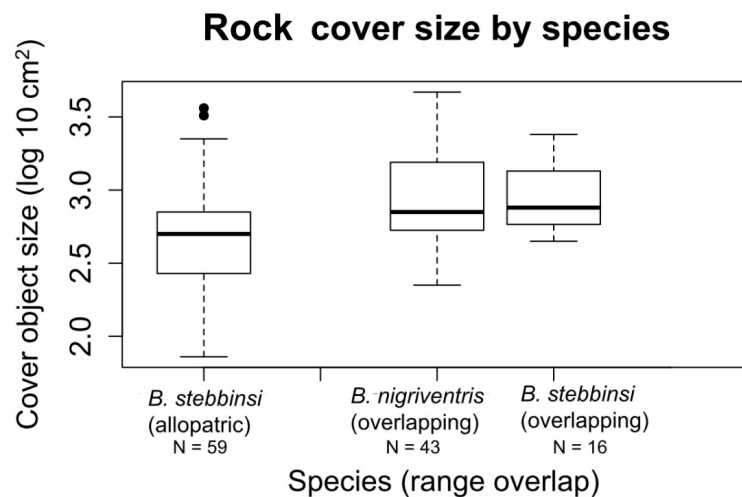 Rock cover size by species
Cover object size (log 10 cm²)
3.5
3.0
2.5
2.0
B. stebbinsi
(allopatric)
N = 59
B. nigriventris
(overlapping)
N = 43
B. stebbinsi
(overlapping)
N = 16
Species (range overlap)